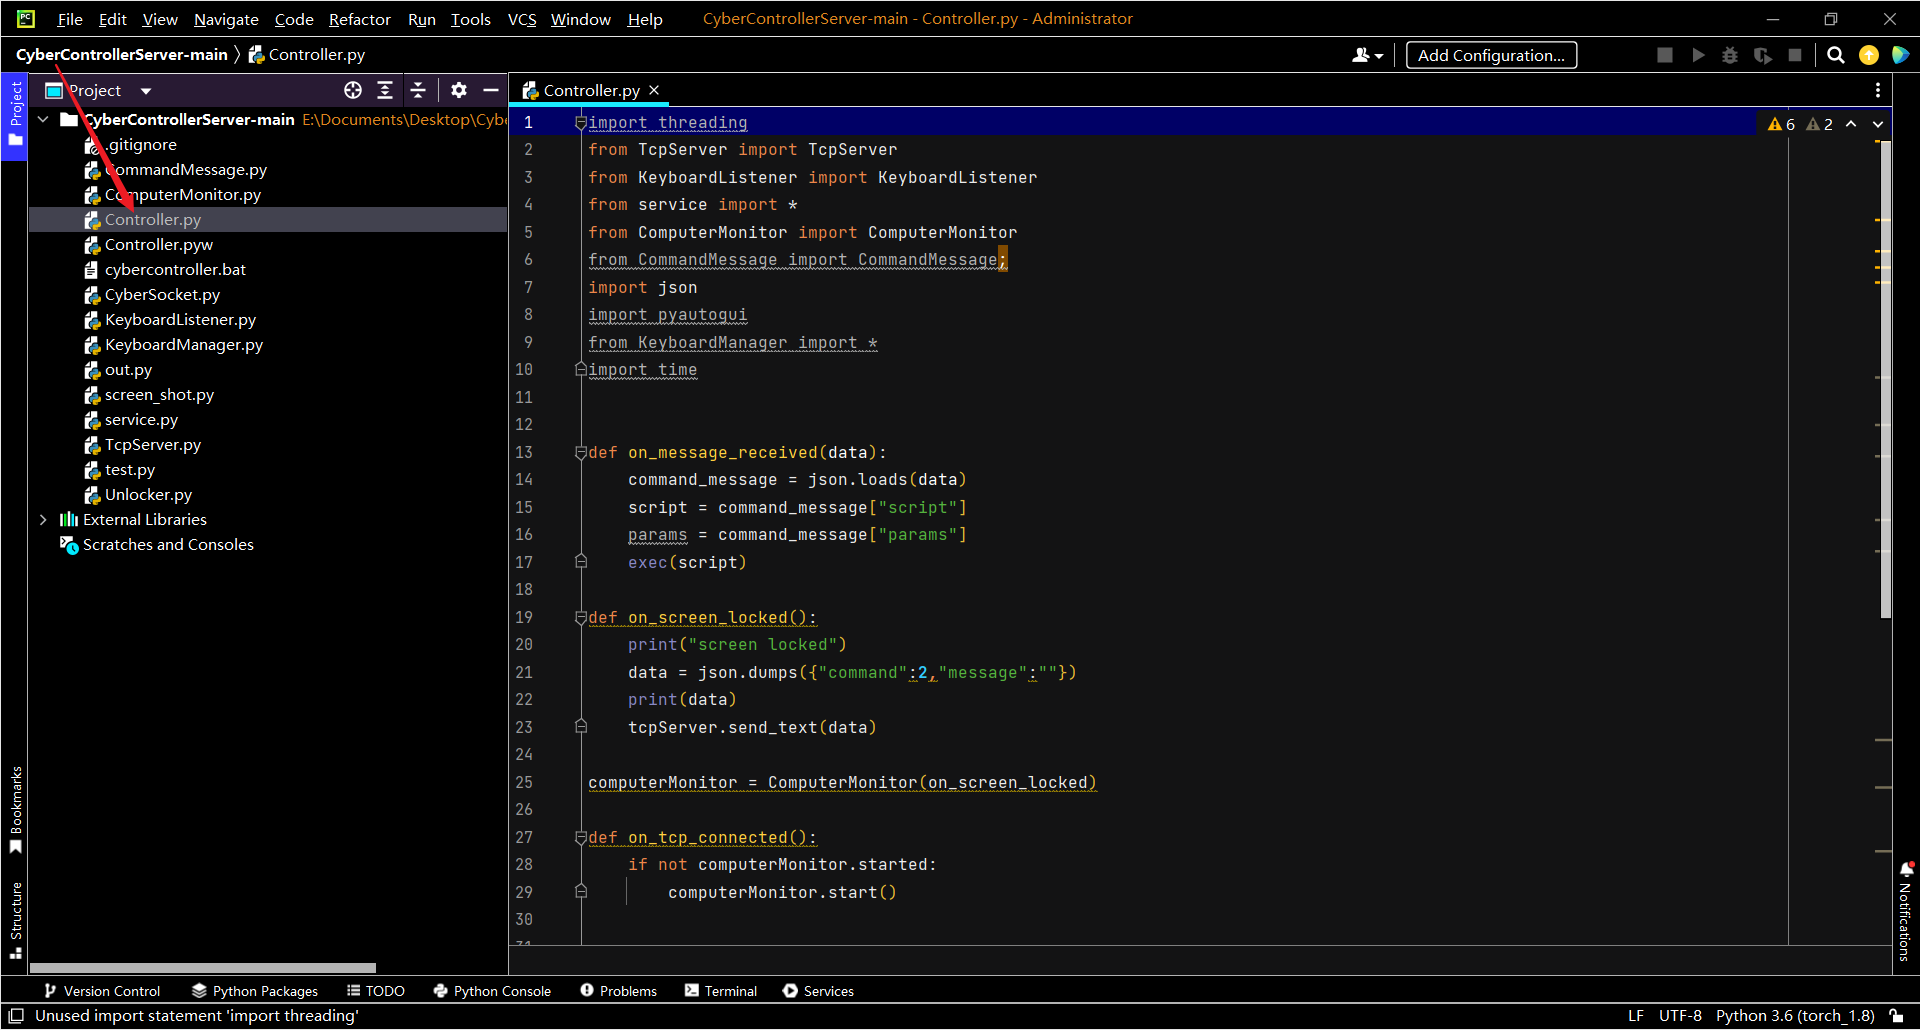 PC File Edit View Navigate Code Refactor Run Tools VCS Window Help CyberControllerServer-main - Controller.py - Administrator
CyberControllerServer-main 〉 Controller.py Add Configuration...
Project
Project
CyberControllerServer-main E:\Documents\Desktop\Cybe
.gitignore
CommandMessage.py
ComputerMonitor.py
Controller.py
Controller.pyw
cybercontroller.bat
CyberSocket.py
KeyboardListener.py
KeyboardManager.py
out.py
screen_shot.py
service.py
TcpServer.py
test.py
Unlocker.py
External Libraries
Scratches and Consoles
Bookmarks
Structure
Controller.py
6 2
1 import threading
2 from TcpServer import TcpServer
3 from KeyboardListener import KeyboardListener
4 from service import *
5 from ComputerMonitor import ComputerMonitor
6 from CommandMessage import CommandMessage;
7 import json
8 import pyautogui
9 from KeyboardManager import *
10 import time
11
12
13 def on_message_received(data):
14 command_message = json.loads(data)
15 script = command_message["script"]
16 params = command_message["params"]
17 exec(script)
18
19 def on_screen_locked():
20 print("screen locked")
21 data = json.dumps({"command":2,"message":""})
22 print(data)
23 tcpServer.send_text(data)
24
25 computerMonitor = ComputerMonitor(on_screen_locked)
26
27 def on_tcp_connected():
28 if not computerMonitor.started:
29 computerMonitor.start()
30
31
Notifications
Version Control Python Packages TODO Python Console Problems Terminal Services
Unused import statement 'import threading' LF UTF-8 Python 3.6 (torch_1.8)